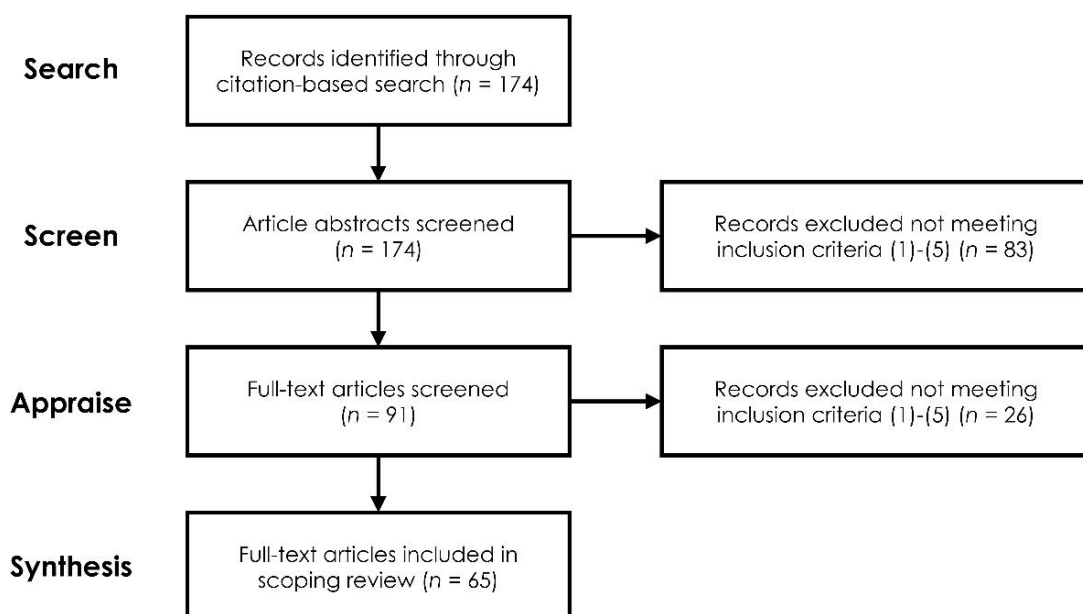 Search
Records identified through
citation-based search (n = 174)
Screen
Article abstracts screened
(n = 174)
Records excluded not meeting
inclusion criteria (1)-(5) (n = 83)
Appraise
Full-text articles screened
(n = 91)
Records excluded not meeting
inclusion criteria (1)-(5) (n = 26)
Synthesis
Full-text articles included in
scoping review (n = 65)